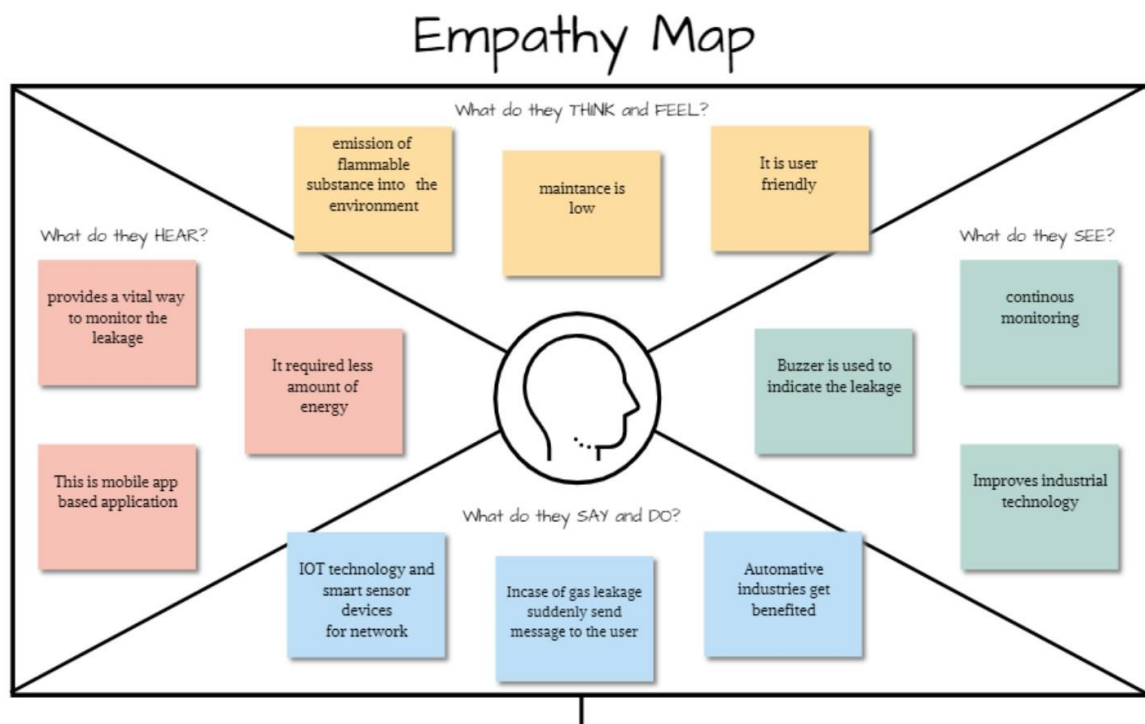 Empathy Map
What do they THINK and FEEL?
emission of
flammable
substance into the
environment
maintance is
low
It is user
friendly
What do they HEAR?
provides a vital way
to monitor the
leakage
It required less
amount of
energy
This is mobile app
based application
What do they SEE?
continous
monitoring
Buzzer is used to
indicate the leakage
Improves industrial
technology
What do they SAY and DO?
IOT technology and
smart sensor
devices
for network
Incase of gas leakage
suddenly send
message to the user
Automative
industries get
benefited